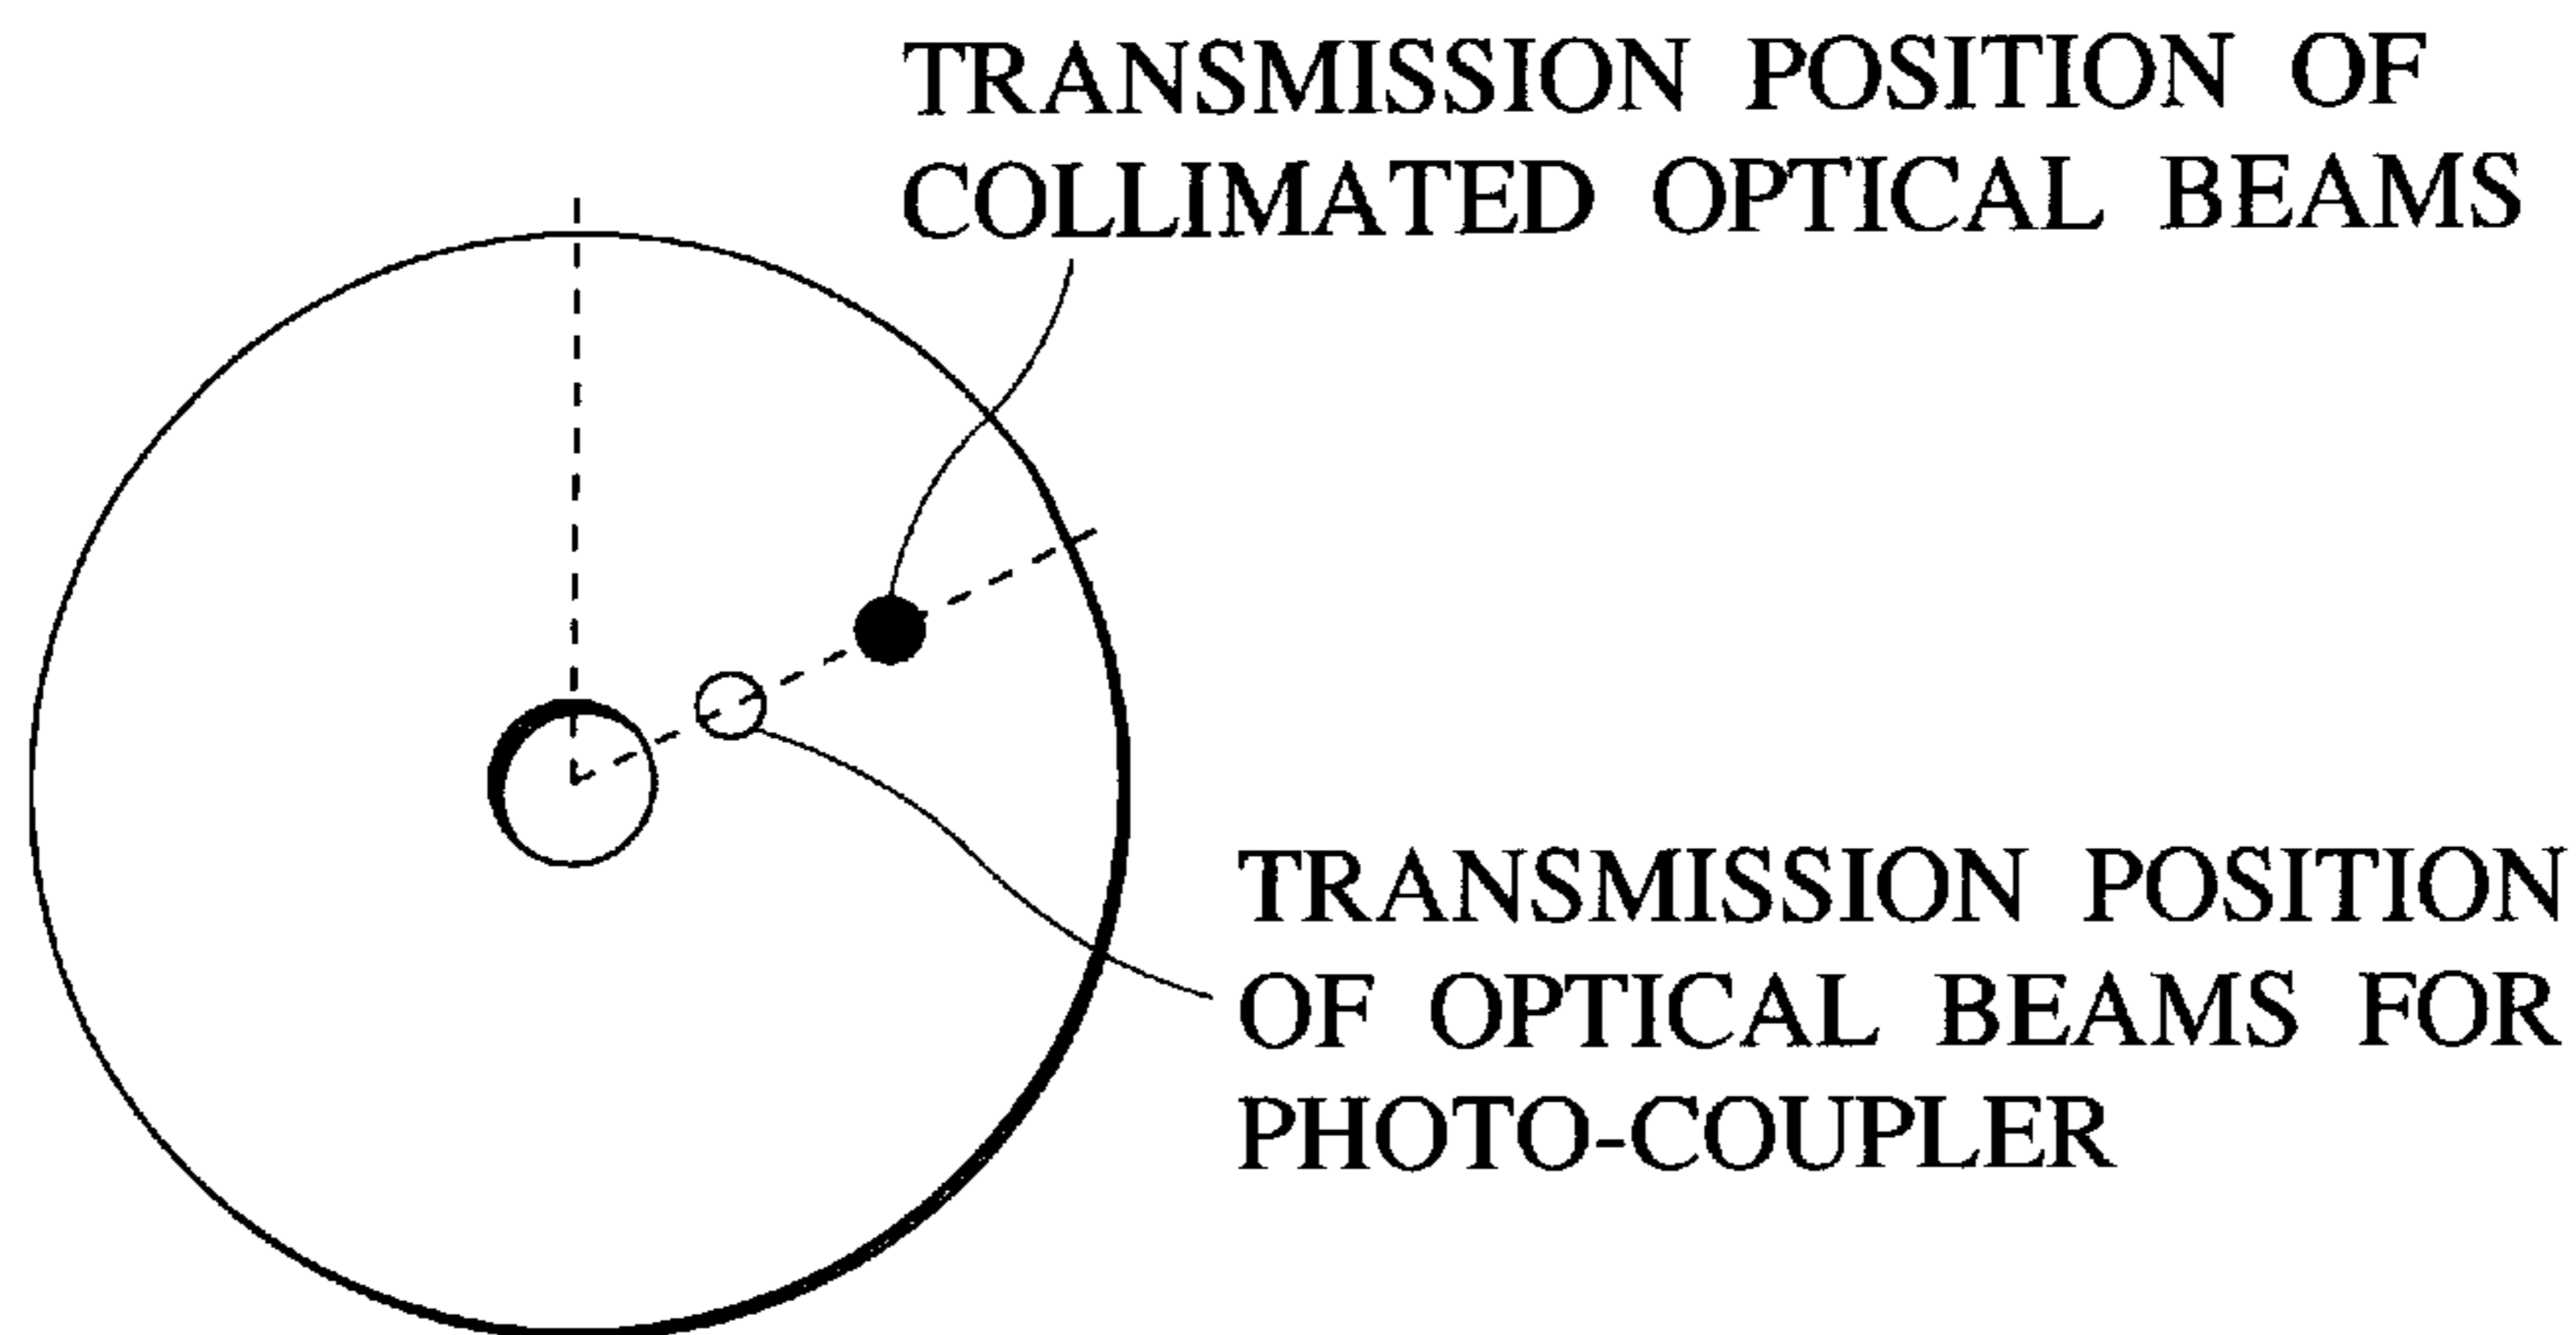 TRANSMISSION POSITION OF
COLLIMATED OPTICAL BEAMS
TRANSMISSION POSITION
OF OPTICAL BEAMS FOR
PHOTO-COUPLER